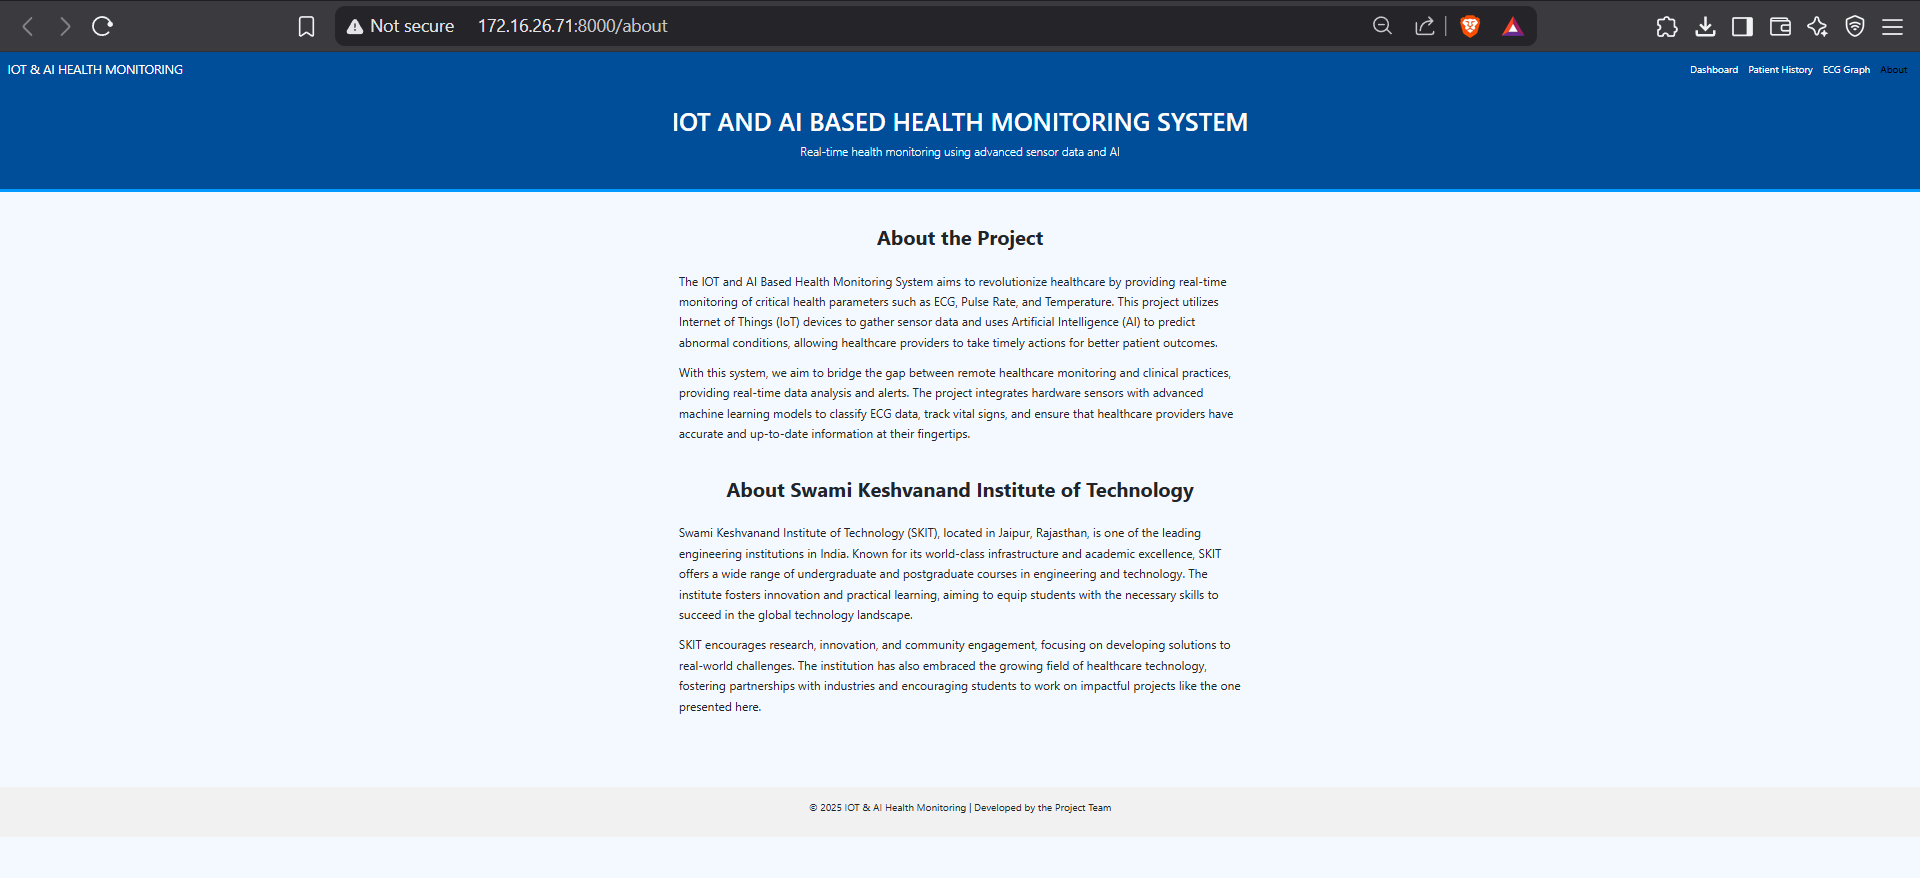 Not secure 172.16.26.71:8000/about
IOT & AI HEALTH MONITORING
Dashboard Patient History ECG Graph About
IOT AND AI BASED HEALTH MONITORING SYSTEM
Real-time health monitoring using advanced sensor data and AI
About the Project
The IOT and AI Based Health Monitoring System aims to revolutionize healthcare by providing real-time
monitoring of critical health parameters such as ECG, Pulse Rate, and Temperature. This project utilizes
Internet of Things (IoT) devices to gather sensor data and uses Artificial Intelligence (AI) to predict
abnormal conditions, allowing healthcare providers to take timely actions for better patient outcomes.
With this system, we aim to bridge the gap between remote healthcare monitoring and clinical practices,
providing real-time data analysis and alerts. The project integrates hardware sensors with advanced
machine learning models to classify ECG data, track vital signs, and ensure that healthcare providers have
accurate and up-to-date information at their fingertips.
About Swami Keshvanand Institute of Technology
Swami Keshvanand Institute of Technology (SKIT), located in Jaipur, Rajasthan, is one of the leading
engineering institutions in India. Known for its world-class infrastructure and academic excellence, SKIT
offers a wide range of undergraduate and postgraduate courses in engineering and technology. The
institute fosters innovation and practical learning, aiming to equip students with the necessary skills to
succeed in the global technology landscape.
SKIT encourages research, innovation, and community engagement, focusing on developing solutions to
real-world challenges. The institution has also embraced the growing field of healthcare technology,
fostering partnerships with industries and encouraging students to work on impactful projects like the one
presented here.
© 2025 IOT & AI Health Monitoring | Developed by the Project Team